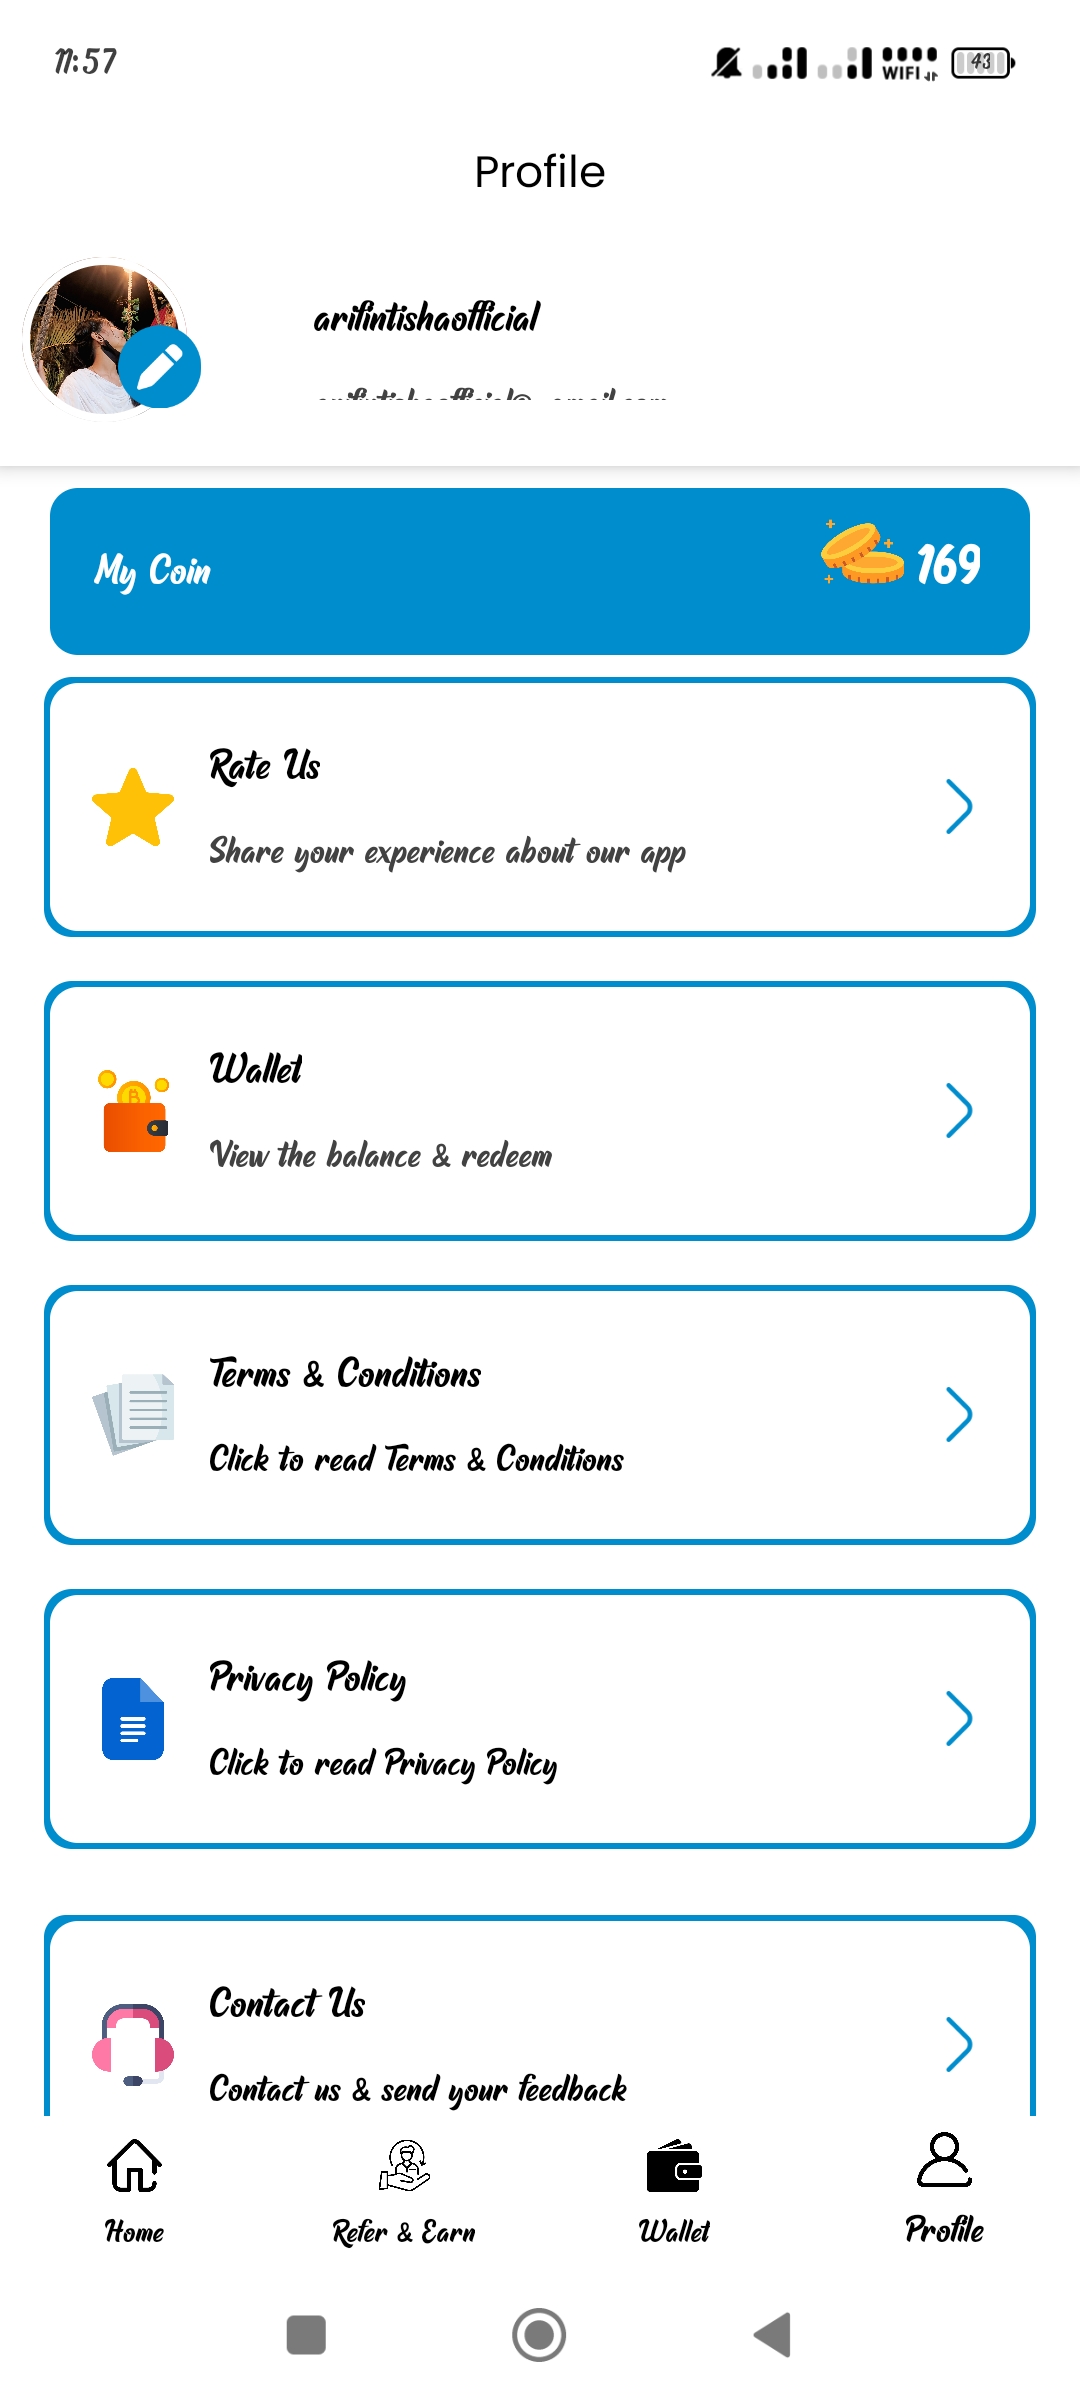 11:57
WIFI
43
Profile
arifintishaofficial
My Coin
169
Rate Us
Share your experience about our app
Wallet
View the balance & redeem
Terms & Conditions
Click to read Terms & Conditions
Privacy Policy
Click to read Privacy Policy
Contact Us
Contact us & send your feedback
Home
Refer & Earn
Wallet
Profile